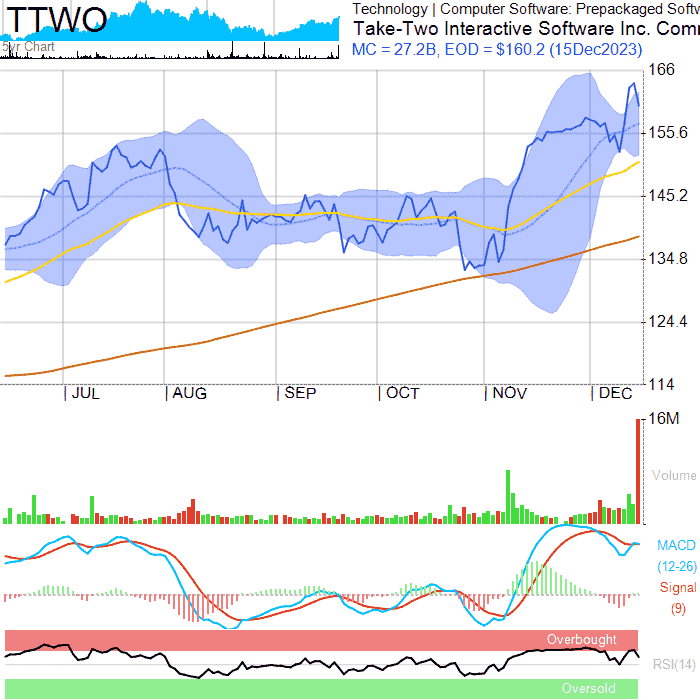 TTWO
5yr Chart
Technology | Computer Software: Prepackaged Softw
Take-Two Interactive Software Inc. Comm
MC = 27.2B, EOD = $160.2 (15Dec2023)
166
155.6
145.2
134.8
124.4
114
JUL
AUG
SEP
OCT
NOV
DEC
16M
Volume
MACD
(12-26)
Signal
(9)
Overbought
RSI(14)
Oversold